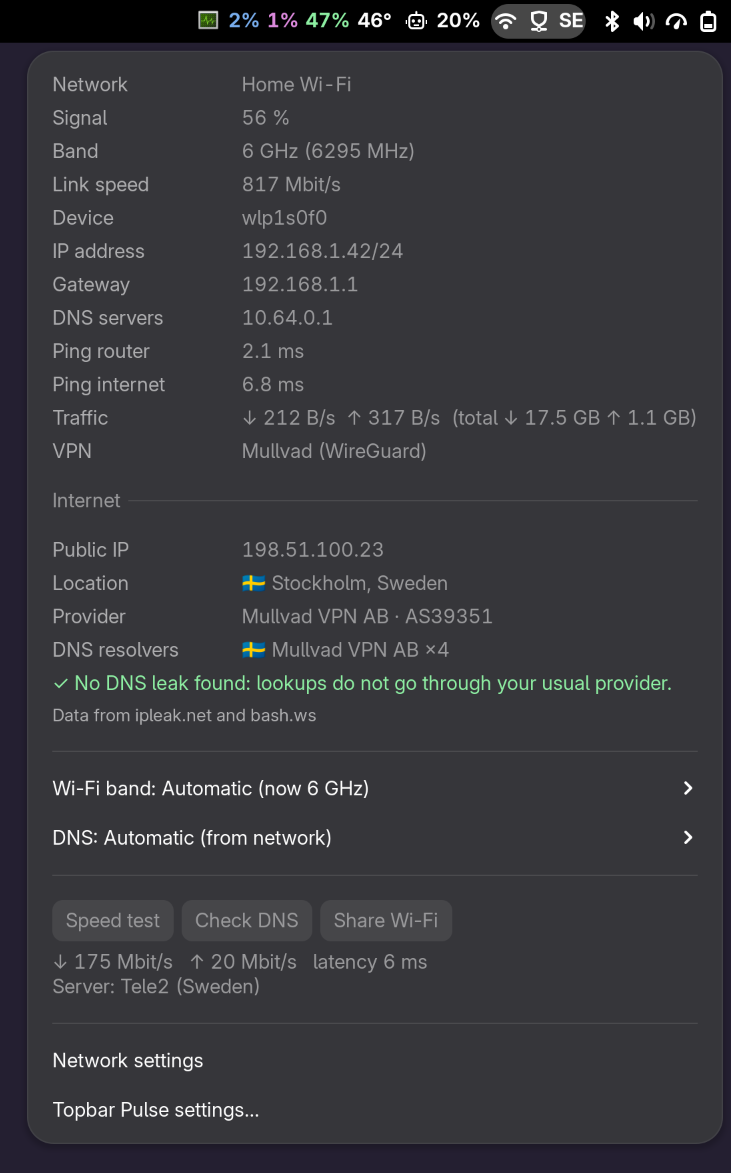 2% 1% 47% 46° 20% SE
Network Home Wi-Fi
Signal 56 %
Band 6 GHz (6295 MHz)
Link speed 817 Mbit/s
Device wlp1s0f0
IP address 192.168.1.42/24
Gateway 192.168.1.1
DNS servers 10.64.0.1
Ping router 2.1 ms
Ping internet 6.8 ms
Traffic ↓ 212 B/s ↑ 317 B/s (total ↓ 17.5 GB ↑ 1.1 GB)
VPN Mullvad (WireGuard)
Internet
Public IP 198.51.100.23
Location 🇸🇪 Stockholm, Sweden
Provider Mullvad VPN AB · AS39351
DNS resolvers 🇸🇪 Mullvad VPN AB ×4
✓ No DNS leak found: lookups do not go through your usual provider.
Data from ipleak.net and bash.ws
Wi-Fi band: Automatic (now 6 GHz)
DNS: Automatic (from network)
Speed test Check DNS Share Wi-Fi
↓ 175 Mbit/s ↑ 20 Mbit/s latency 6 ms
Server: Tele2 (Sweden)
Network settings
Topbar Pulse settings...